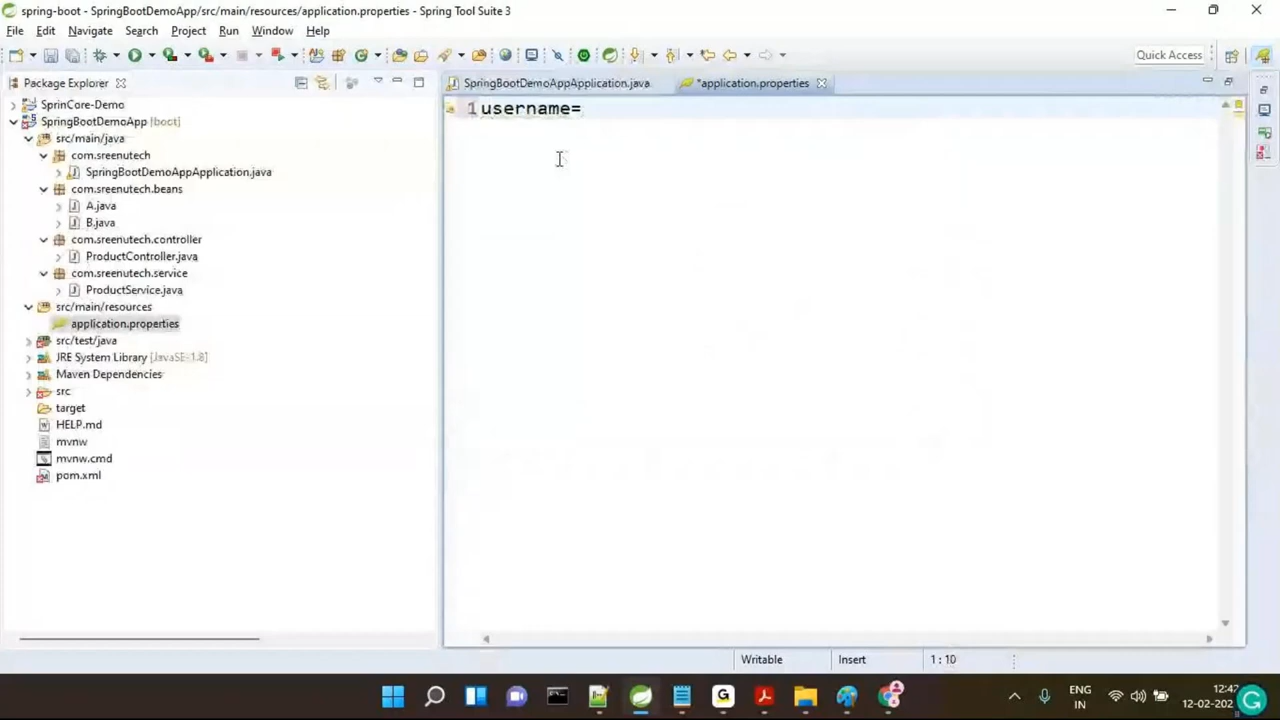 spring-boot - SpringBootDemoApp/src/main/resources/application.properties - Spring Tool Suite 3
File Edit Navigate Search Project Run Window Help
Quick Access
Package Explorer
SpringBootDemoAppApplication.java
*application.properties
SprinCore-Demo
SpringBootDemoApp [boot]
src/main/java
com.sreenutech
SpringBootDemoAppApplication.java
com.sreenutech.beans
A.java
B.java
com.sreenutech.controller
ProductController.java
com.sreenutech.service
ProductService.java
src/main/resources
application.properties
src/test/java
JRE System Library [JavaSE-1.8]
Maven Dependencies
src
target
HELP.md
mvnw
mvnw.cmd
pom.xml
1 username=
Writable Insert 1 : 10
ENG
IN
12-02-202